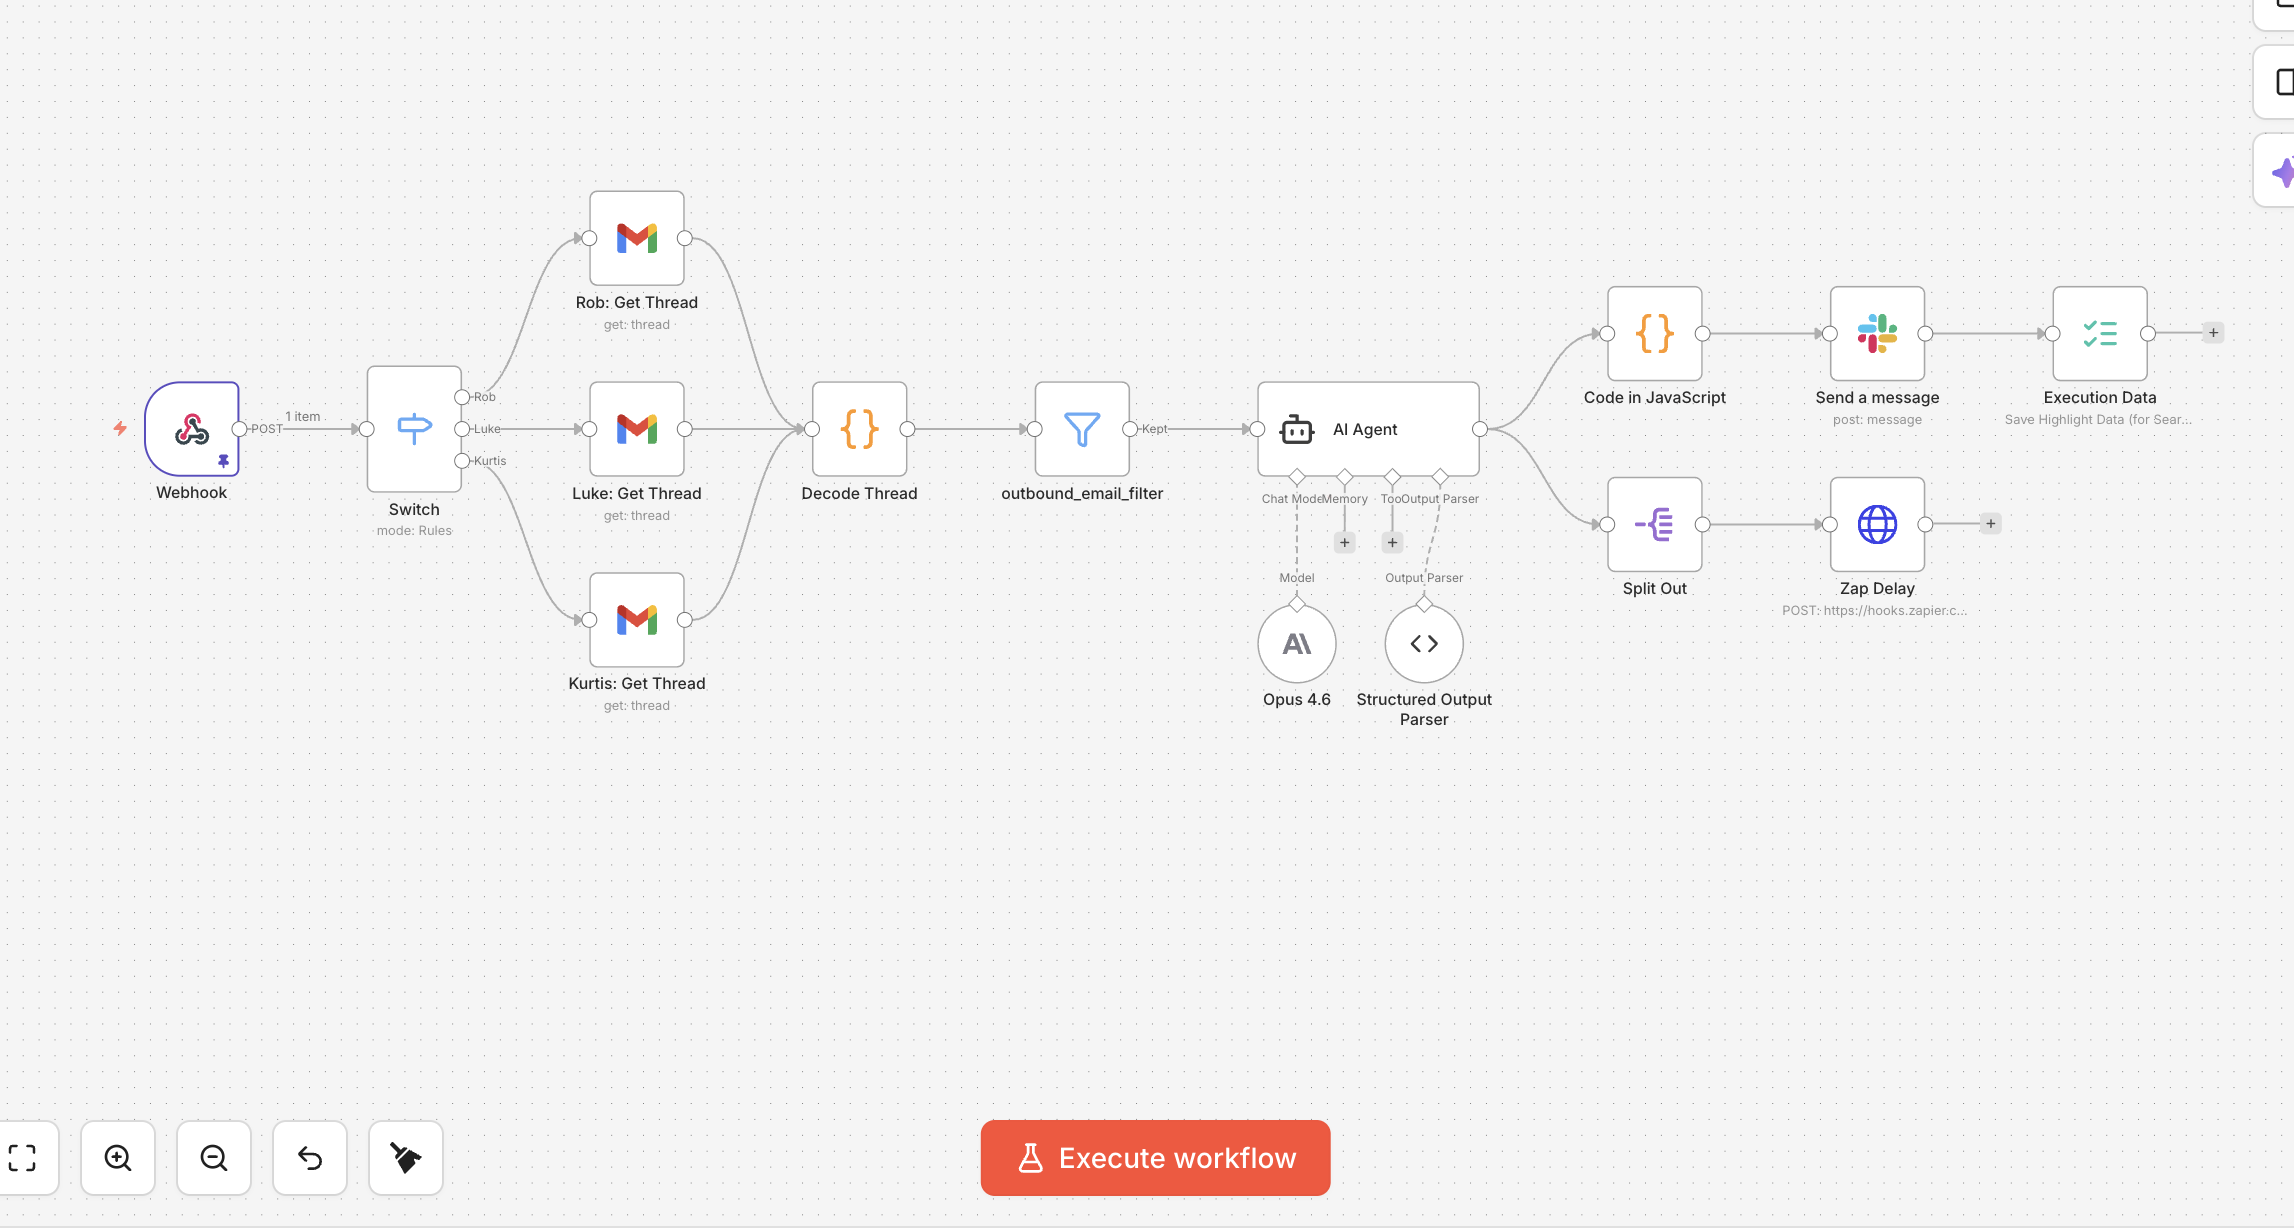 Rob: Get Thread
get: thread
POST
1 item
Webhook
Rob
Luke
Kurtis
Switch
mode: Rules
Luke: Get Thread
get: thread
Kurtis: Get Thread
get: thread
Decode Thread
outbound_email_filter
Kept
AI Agent
Chat Mode
Memory
Too
Output Parser
Model
Output Parser
Opus 4.6
Structured Output
Parser
Code in JavaScript
Send a message
post: message
Execution Data
Save Highlight Data (for Sear...
Split Out
Zap Delay
POST: https://hooks.zapier.c...
Execute workflow